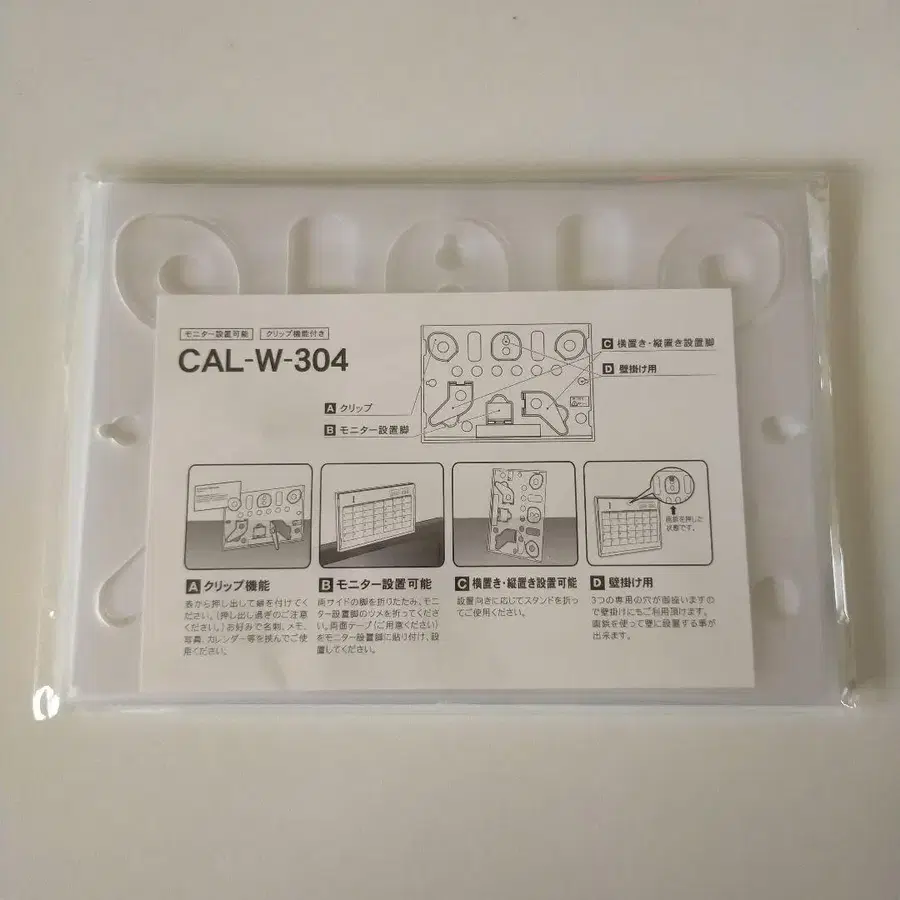 モニター設置可能 クリップ機能付き
CAL-W-304
A クリップ
B モニター設置脚
C 横置き・縦置き設置脚
D 壁掛け用
画鋲を押した
状態です。
A クリップ機能
表から押し出して癖を付けてく
ださい。(押し出し過ぎのご注意
ください。)お好みで名刺、メモ、
写真、カレンダー等を挟んでご使
用ください。
B モニター設置可能
両サイドの脚を折りたたみ、モニ
ター設置脚のツメを折ってくださ
い。両面テープ(ご用意ください)
をモニター設置脚に貼り付け、設
置してください。
C 横置き・縦置き設置可能
設置向きに応じてスタンドを折っ
てご使用ください。
D 壁掛け用
3つの専用の穴が御座いますの
で壁掛けにもご利用頂けます。
画鋲を使って壁に設置する事が
出来ます。